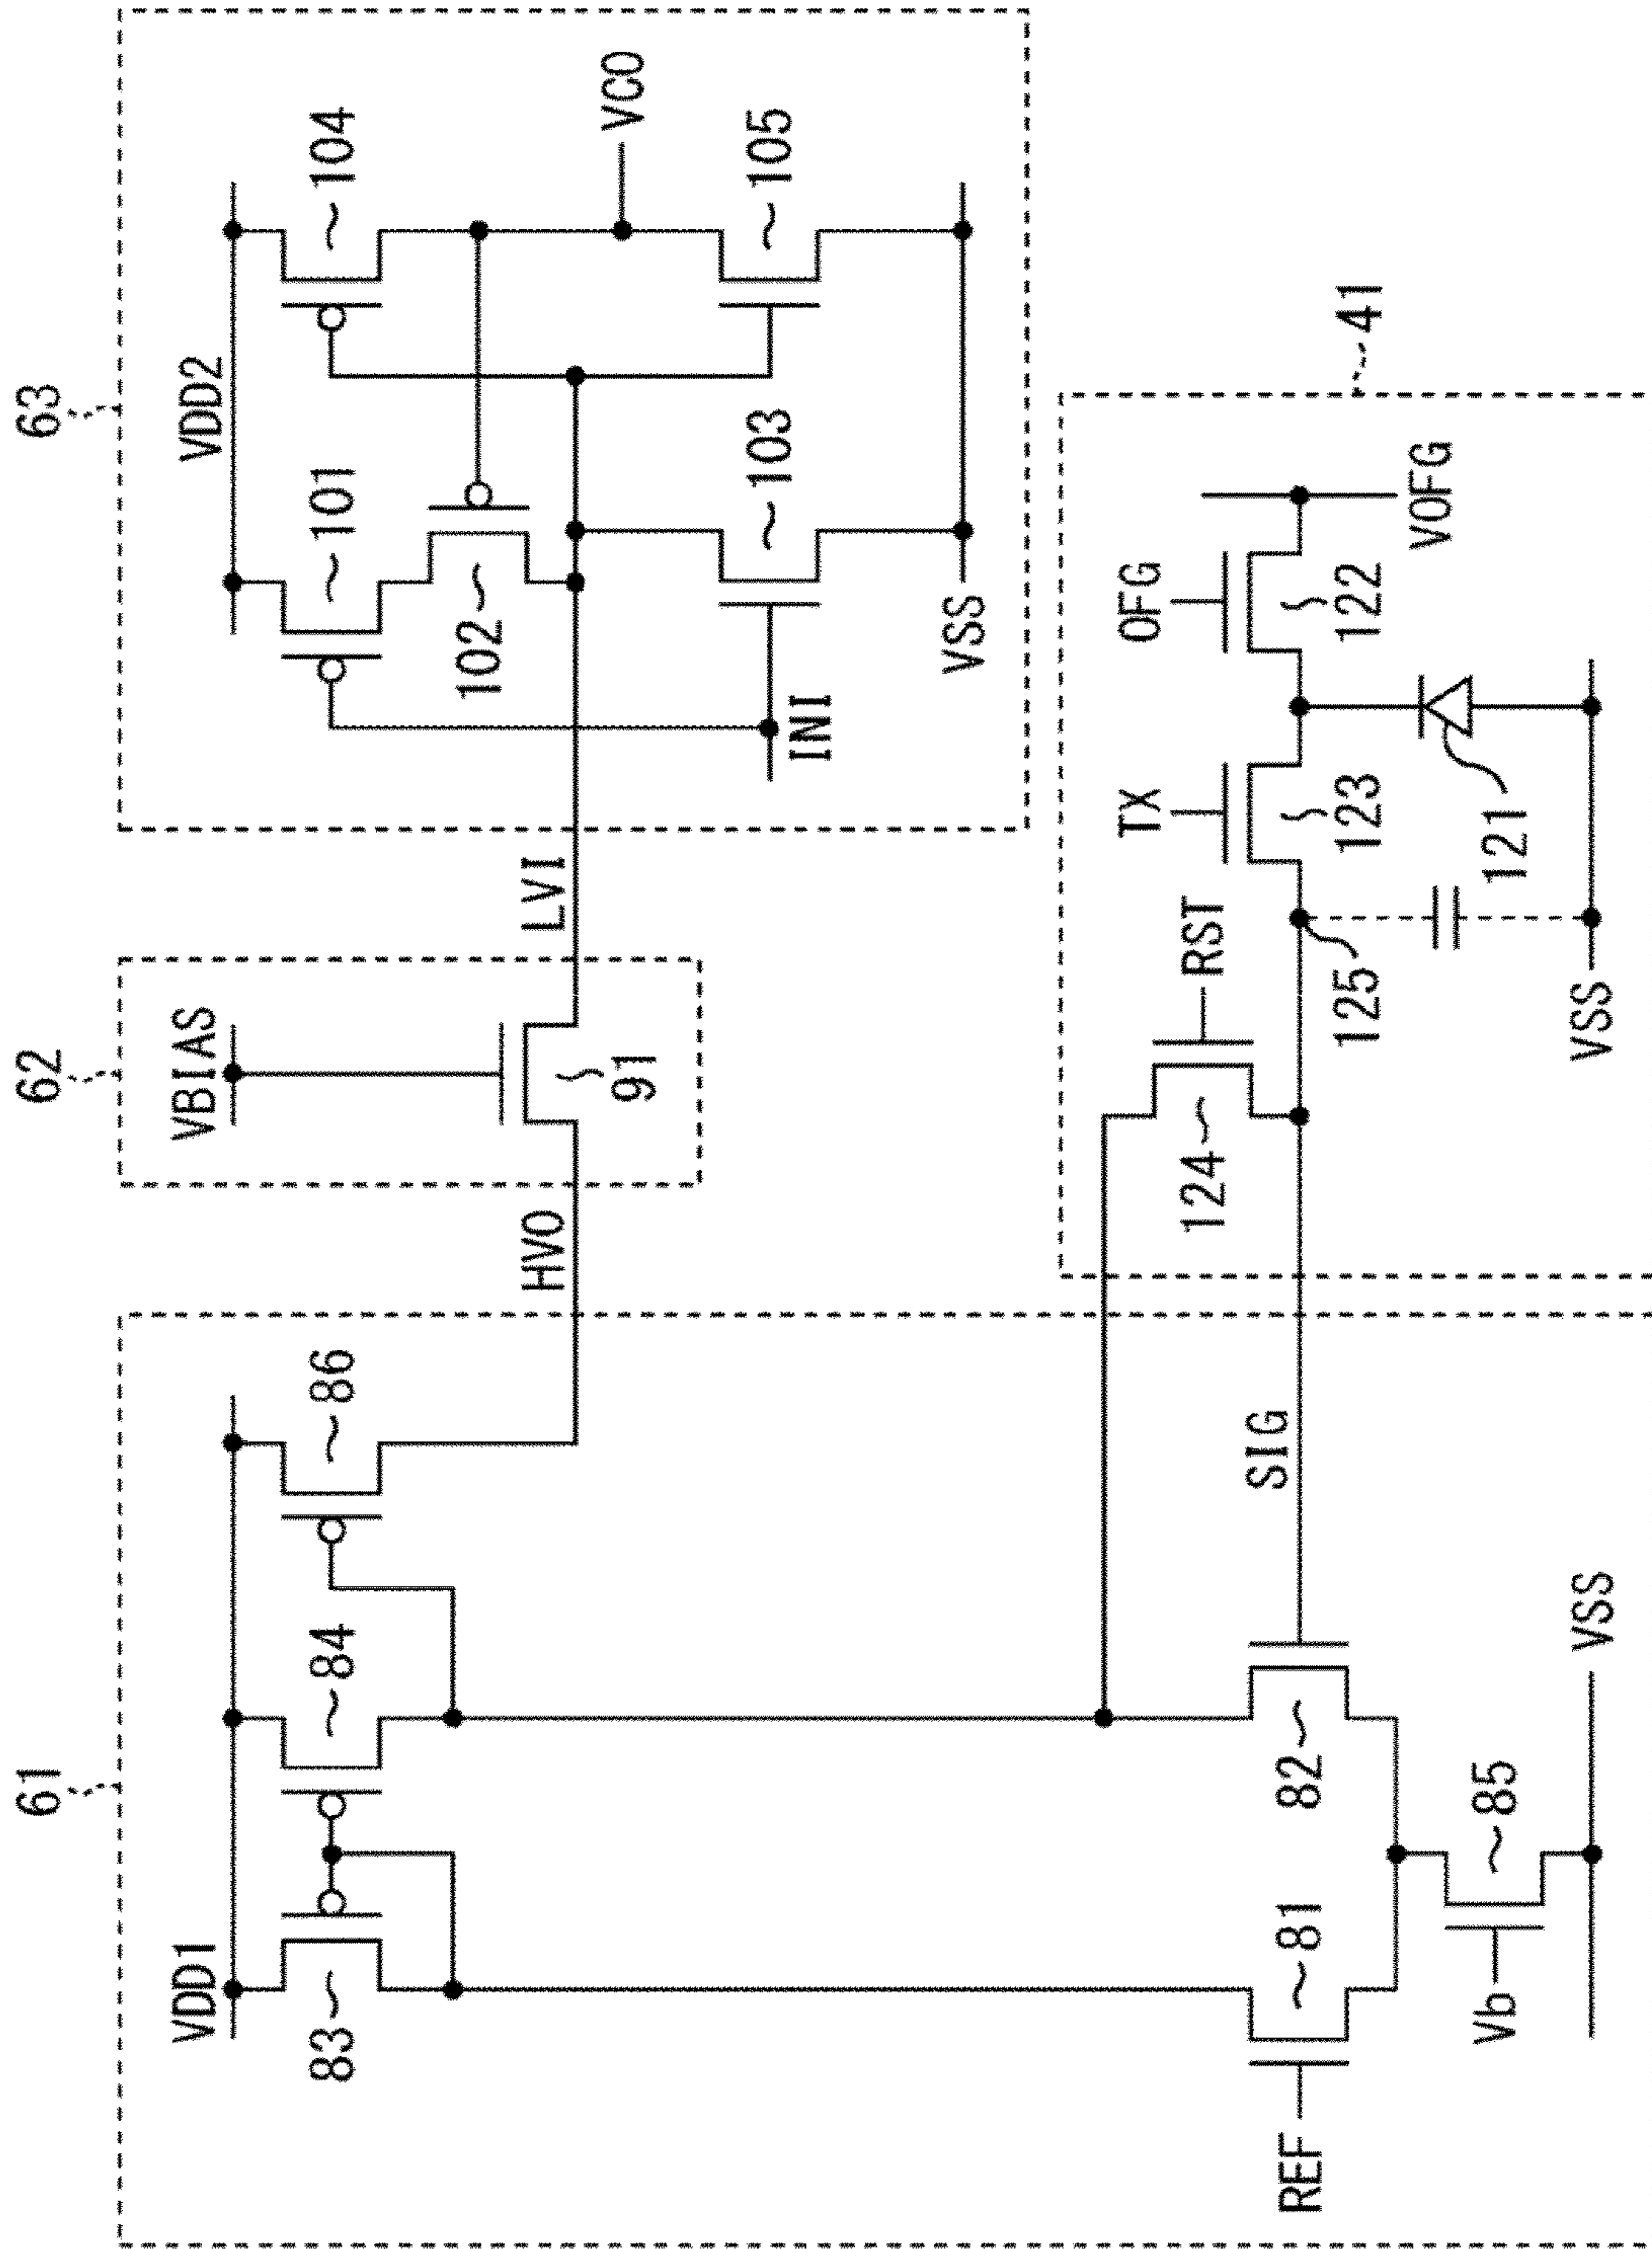 61
62
63
VDD1
VBIAS
VDD2
83
84
86
HVO
91
LVI
101
102
104
VCO
INI
103
105
VSS
REF
81
82
SIG
Vb
85
VSS
124
RST
TX
OFG
41
125
123
122
VOFG
121
VSS